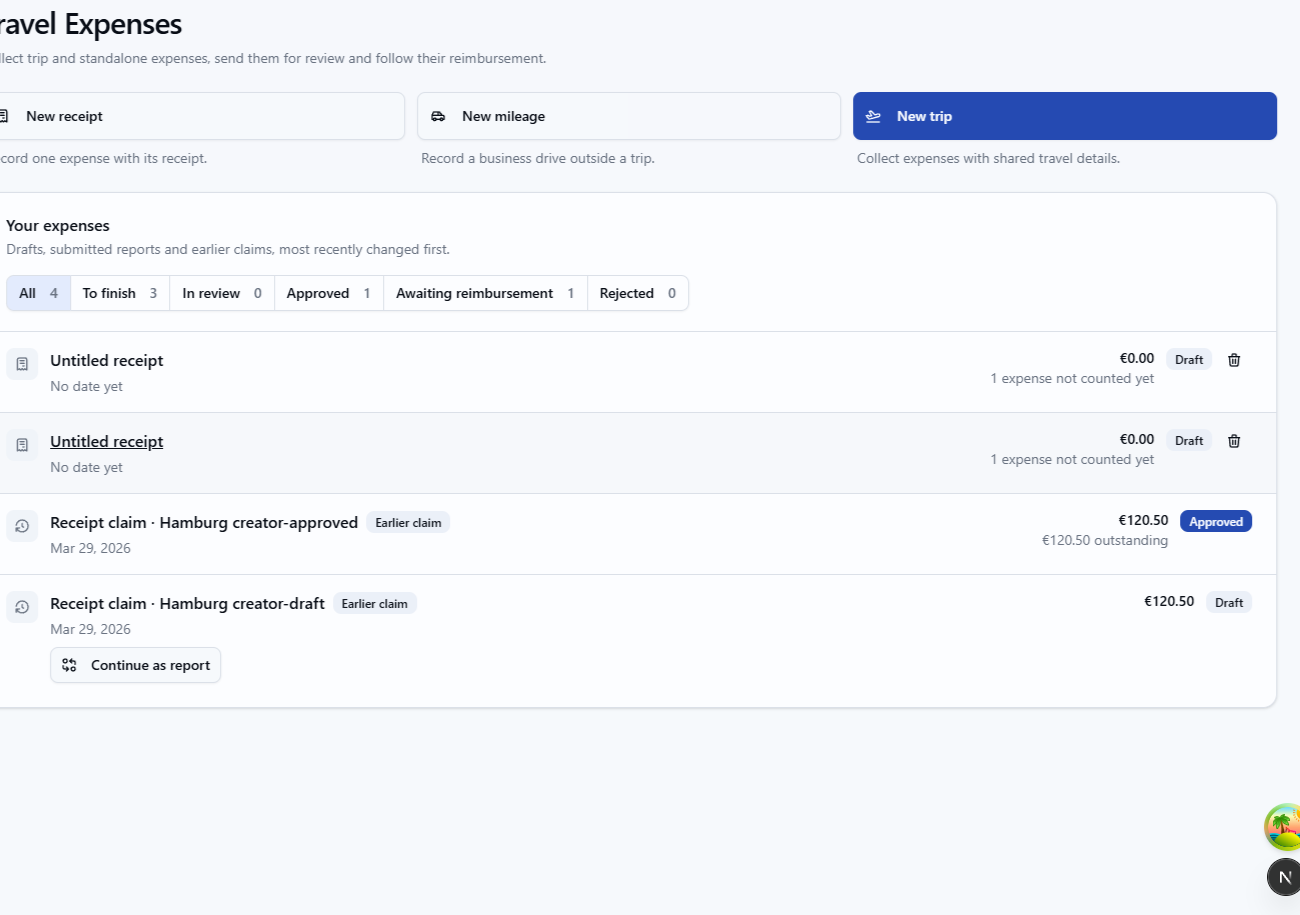 ravel Expenses
llect trip and standalone expenses, send them for review and follow their reimbursement.
New receipt
New mileage
New trip
cord one expense with its receipt.
Record a business drive outside a trip.
Collect expenses with shared travel details.
Your expenses
Drafts, submitted reports and earlier claims, most recently changed first.
All 4 To finish 3 In review 0 Approved 1 Awaiting reimbursement 1 Rejected 0
Untitled receipt €0.00 Draft
No date yet 1 expense not counted yet
Untitled receipt €0.00 Draft
No date yet 1 expense not counted yet
Receipt claim · Hamburg creator-approved Earlier claim €120.50 Approved
Mar 29, 2026 €120.50 outstanding
Receipt claim · Hamburg creator-draft Earlier claim €120.50 Draft
Mar 29, 2026
Continue as report
N